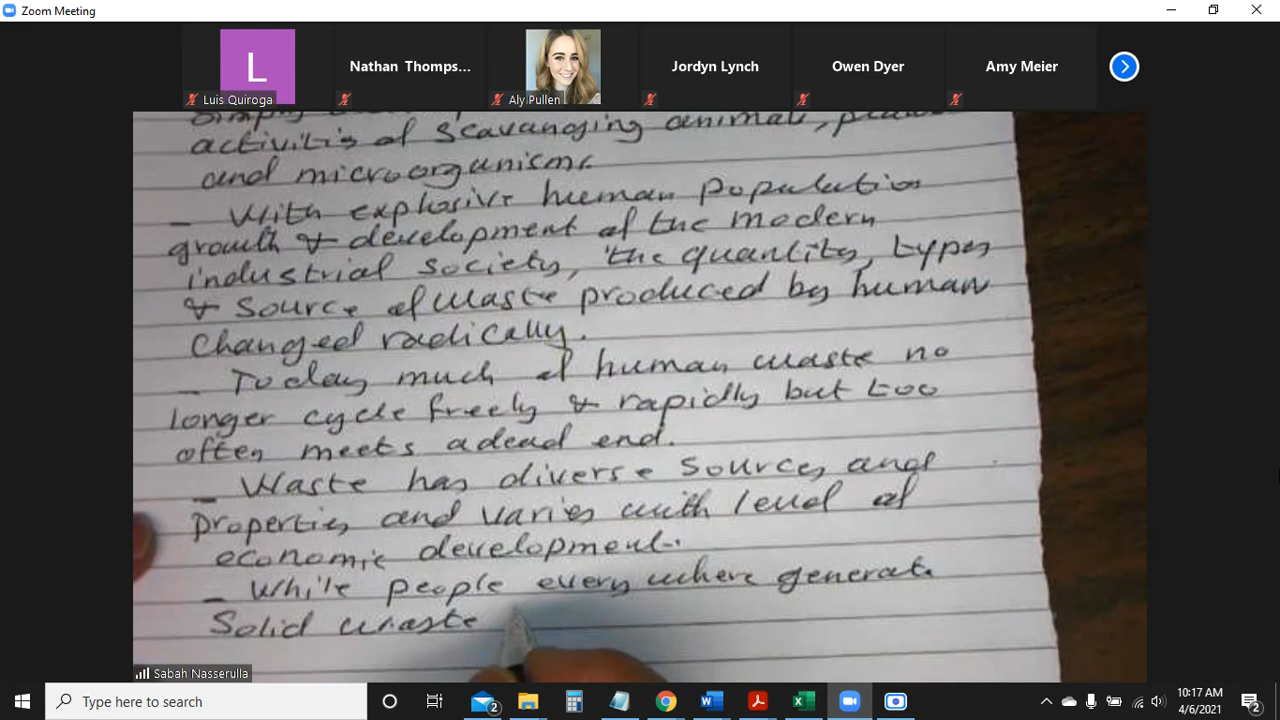 Zoom Meeting
L
Nathan Thomps...
Jordyn Lynch
Owen Dyer
Amy Meier
Luis Quiroga
Aly Pullen
activitis of scavanging animals,
and microorganisms
- With explosive human population
growth & development of the modern
industrial society, the quantity, types
& Source of waste produced by human
Changed radically.
- Today much of human waste no
longer cycle freely & rapidly but too
often meets a dead end.
- Waste has diverse sources and
properties and varies with level of
economic development.
- While people every where generate
Solid waste
Sabah Nasserulla
Type here to search
2
10:17 AM
4/6/2021
2